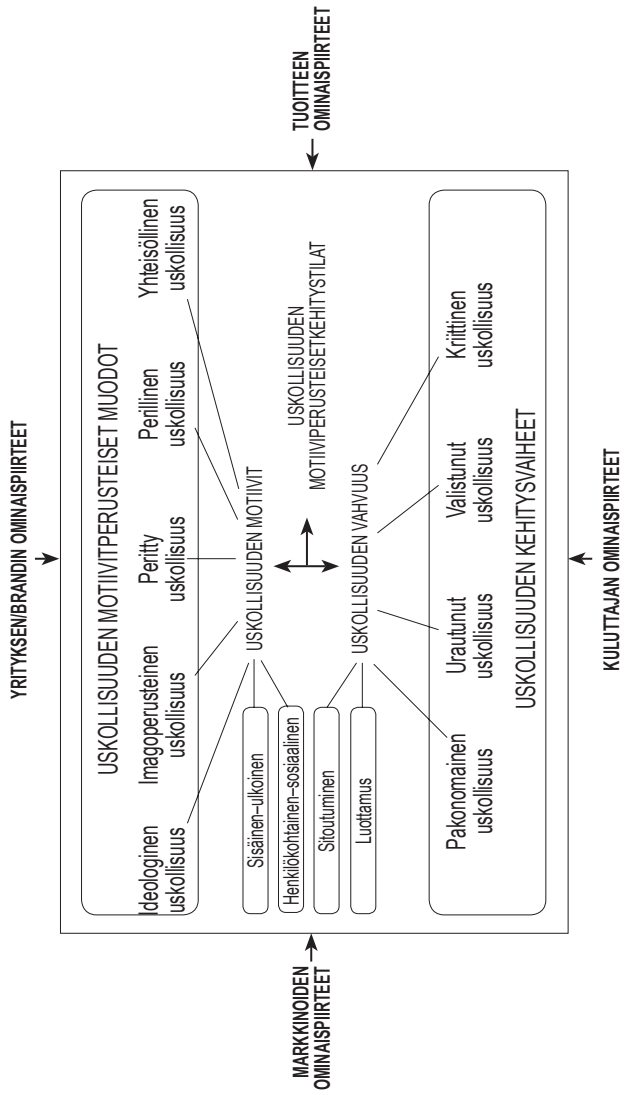 YRITYKSEN/BRANDIN OMINAISPIIRTEET
USKOLLISUUDEN MOTIIVITPERUSTEISET MUODOT
Ideologinen
uskollisuus
Imagoperusteinen
uskollisuus
Peritty
uskollisuus
Perillinen
uskollisuus
Yhteisöllinen
uskollisuus
MARKKINOIDEN
OMINAISPIIRTEET
Sisäinen–ulkoinen
Henkilökohtainen–sosiaalinen
Sitoutuminen
Luottamus
USKOLLISUUDEN MOTIIVIT
USKOLLISUUDEN VAHVUUS
USKOLLISUUDEN
MOTIIVIPERUSTEISETKEHITYSTILAT
TUOITTEEN
OMINAISPIIRTEET
Pakonomainen
uskollisuus
Urautunut
uskollisuus
Valistunut
uskollisuus
Kriittinen
uskollisuus
USKOLLISUUDEN KEHITYSVAIHEET
KULUTTAJAN OMINAISPIIRTEET